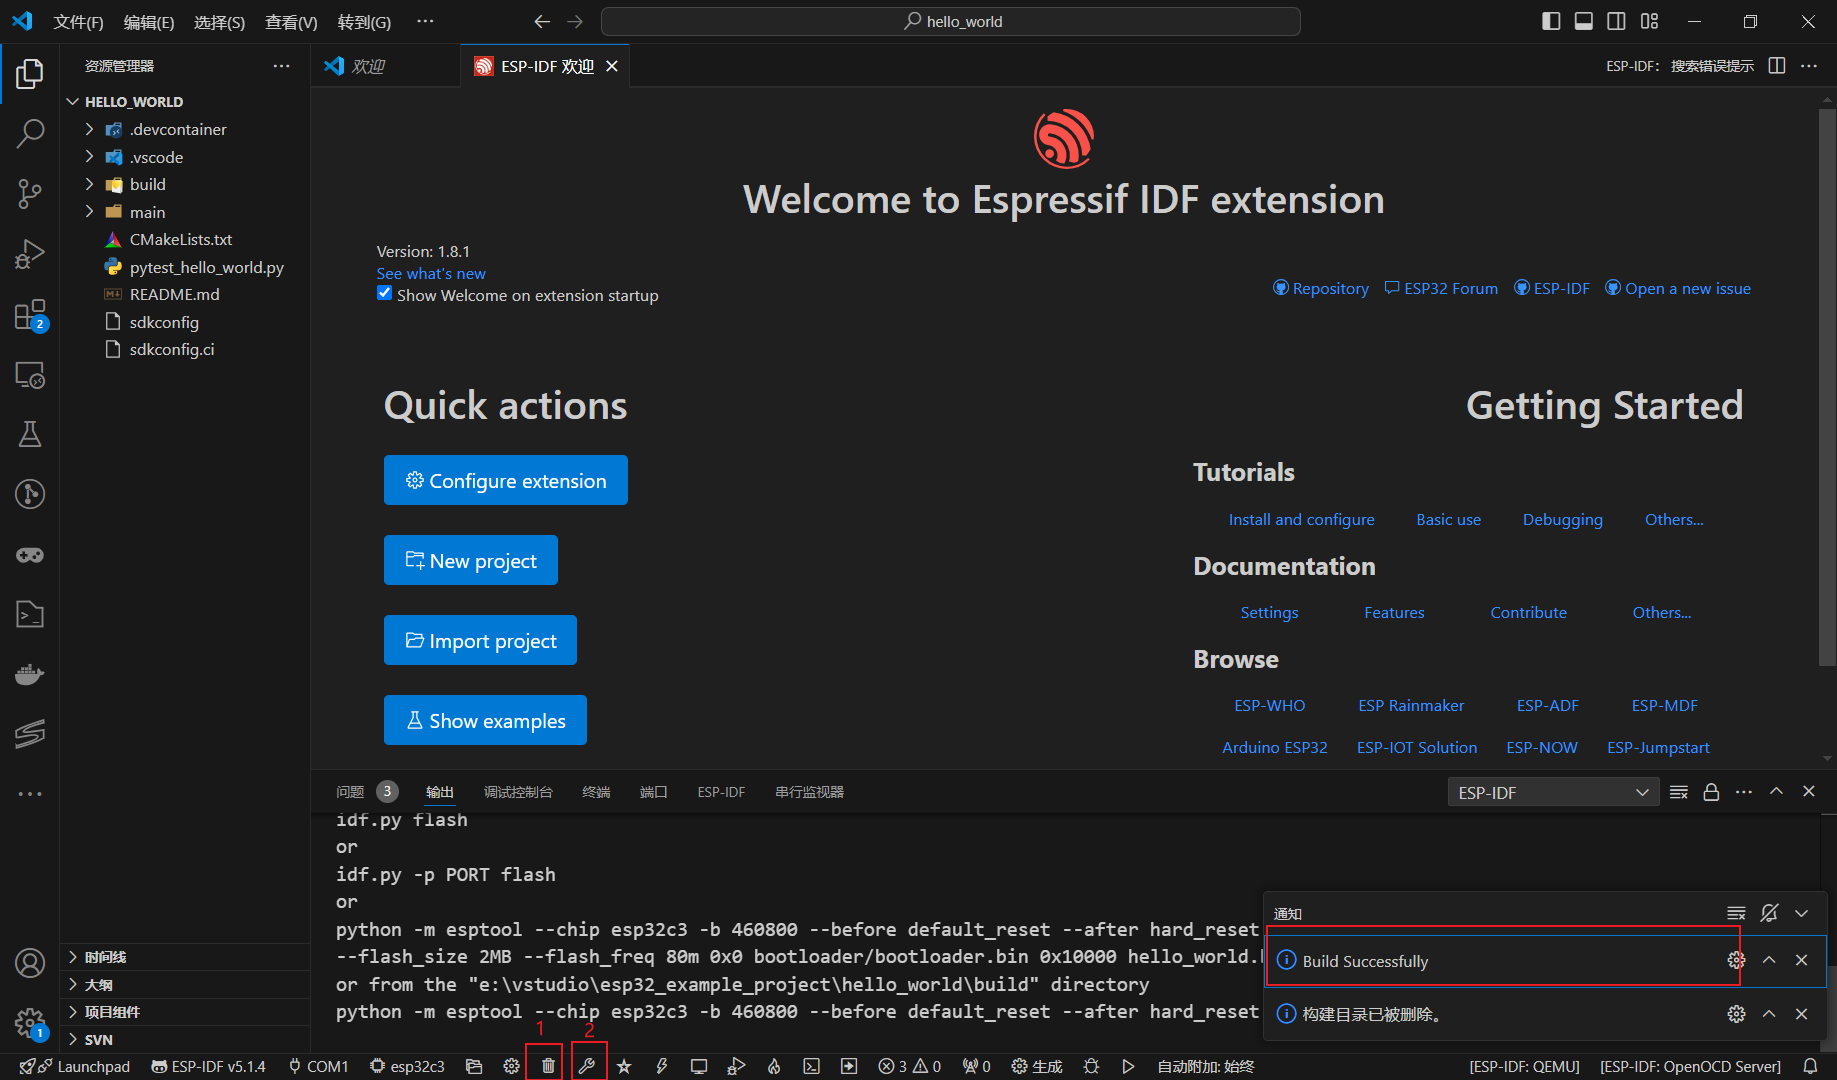 文件(F) 编辑(E) 选择(S) 查看(V) 转到(G) ··· hello_world
资源管理器 ···
欢迎
ESP-IDF 欢迎
ESP-IDF: 搜索错误提示 ···
HELLO_WORLD
.devcontainer
.vscode
build
main
CMakeLists.txt
pytest_hello_world.py
README.md
sdkconfig
sdkconfig.ci
2
时间线
大纲
项目组件
SVN
1
Welcome to Espressif IDF extension
Version: 1.8.1
See what's new
Show Welcome on extension startup
Repository ESP32 Forum ESP-IDF Open a new issue
Quick actions
Configure extension
New project
Import project
Show examples
Getting Started
Tutorials
Install and configure Basic use Debugging Others...
Documentation
Settings Features Contribute Others...
Browse
ESP-WHO ESP Rainmaker ESP-ADF ESP-MDF
Arduino ESP32 ESP-IOT Solution ESP-NOW ESP-Jumpstart
问题 3 输出 调试控制台 终端 端口 ESP-IDF 串行监视器 ESP-IDF ···
idf.py flash
or
idf.py -p PORT flash
or
python -m esptool --chip esp32c3 -b 460800 --before default_reset --after hard_reset
--flash_size 2MB --flash_freq 80m 0x0 bootloader/bootloader.bin 0x10000 hello_world.
or from the "e:\vstudio\esp32_example_project\hello_world\build" directory
python -m esptool --chip esp32c3 -b 460800 --before default_reset --after hard_reset
通知
Build Successfully
构建目录已被删除。
1 2
Launchpad ESP-IDF v5.1.4 COM1 esp32c3 3 0 0 生成 自动附加: 始终 [ESP-IDF: QEMU] [ESP-IDF: OpenOCD Server]